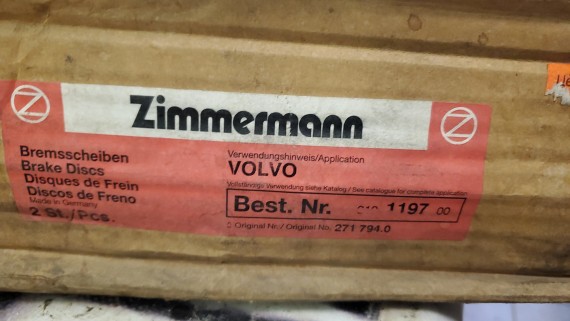 Zimmermann
Bremsscheiben
Brake Discs
Disques de Frein
Discos de Freno
Made in Germany
2 St./Pcs.
Verwendungshinweis/Application
VOLVO
Vollständige Verwendung siehe Katalog / See catalogue for complete application
Best. Nr. 1197 00
Original Nr./ Original No. 271 794.0